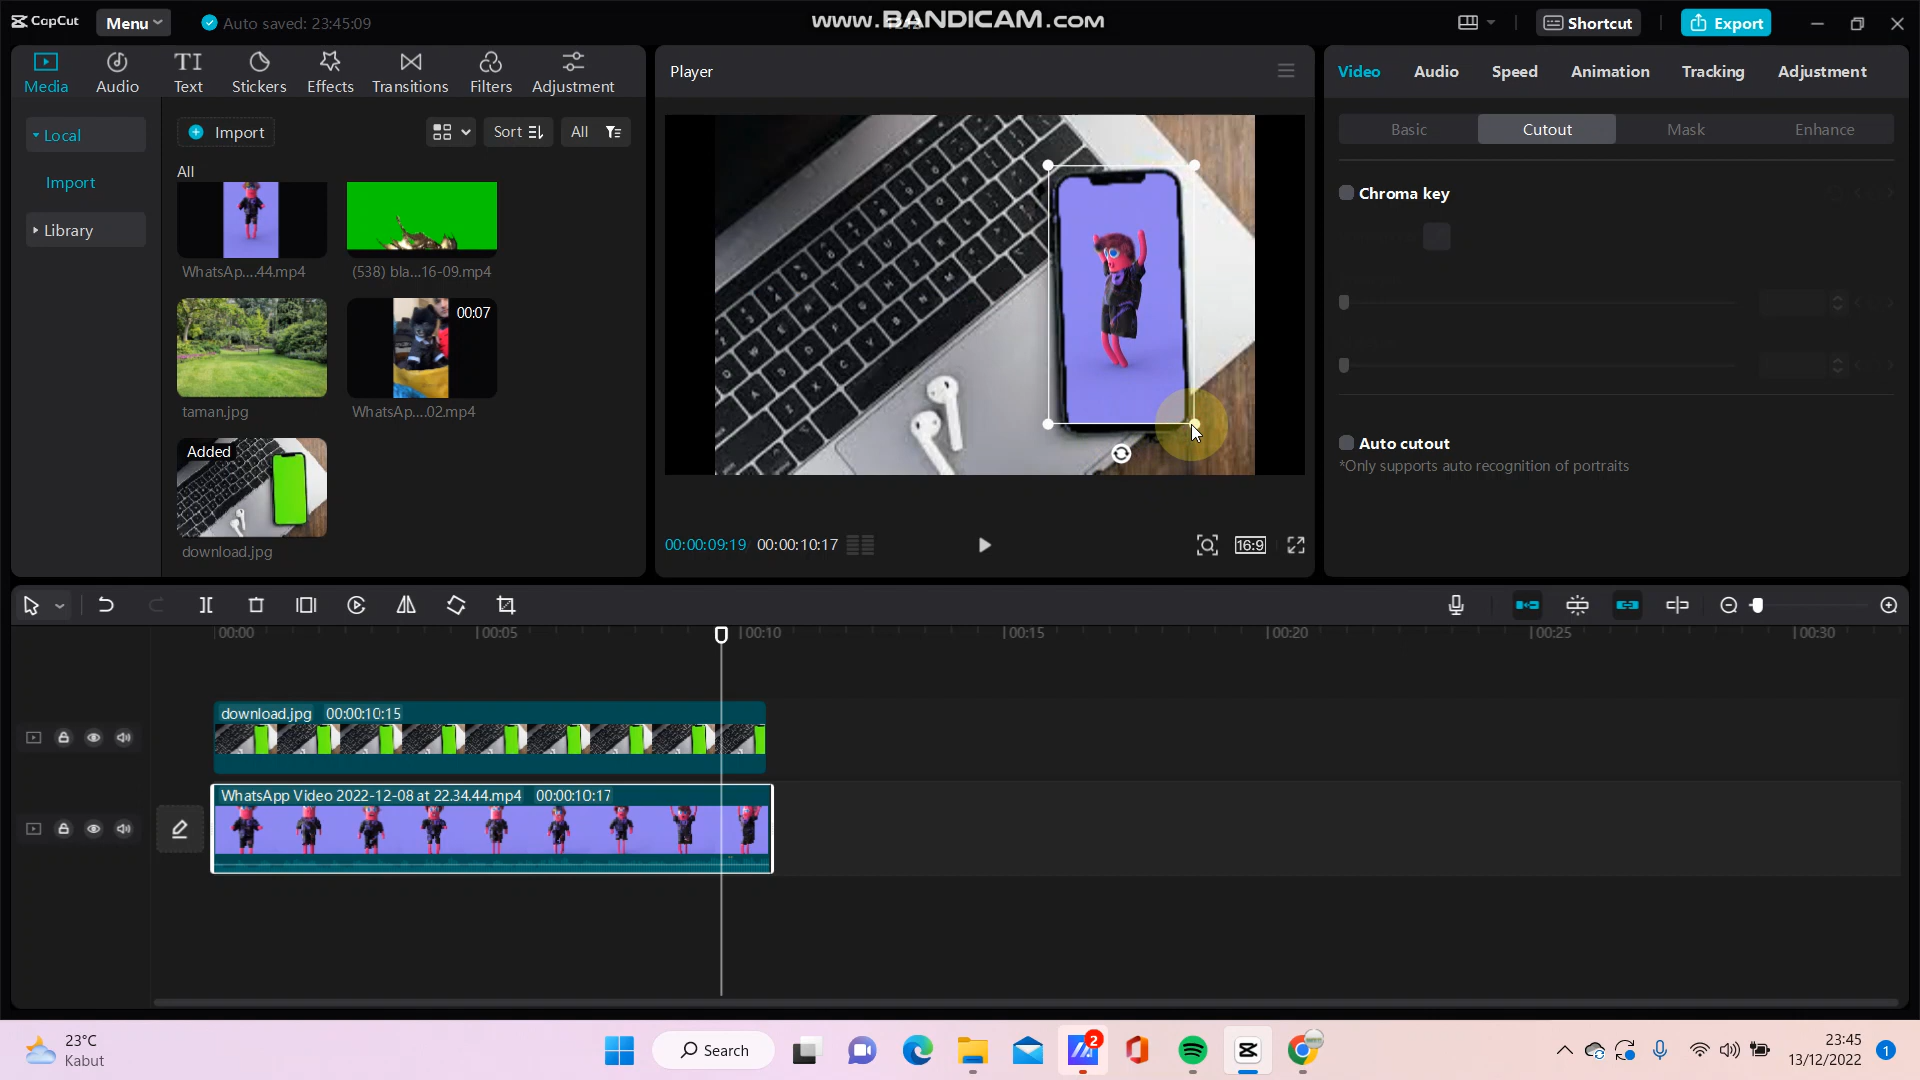 CapCut
Menu
Auto saved: 23:45:09
www.BANDICAM.com
Shortcut
Export
Media
Audio
Text
Stickers
Effects
Transitions
Filters
Adjustment
Player
Video
Audio
Speed
Animation
Tracking
Adjustment
Local
Import
Library
Import
Sort
All
All
WhatsAp....44.mp4
(538) bla...16-09.mp4
taman.jpg
00:07
WhatsAp....02.mp4
Added
download.jpg
00:00:09:19
00:00:10:17
16:9
Basic
Cutout
Mask
Enhance
Chroma key
Auto cutout
*Only supports auto recognition of portraits
00:00
00:05
00:10
00:15
00:20
00:25
00:30
download.jpg 00:00:10:15
WhatsApp Video 2022-12-08 at 22.34.44.mp4 00:00:10:17
23°C
Kabut
Search
2
23:45
13/12/2022
1